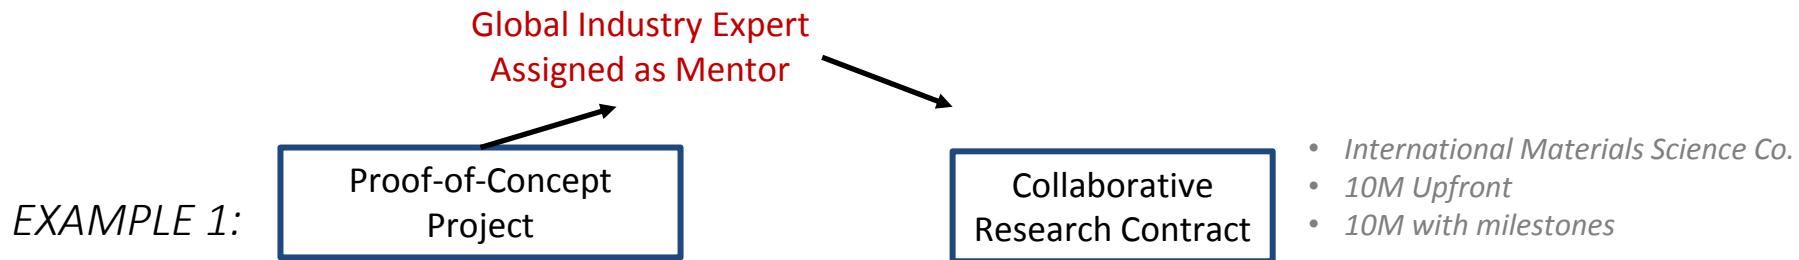 Global Industry Expert
Assigned as Mentor
EXAMPLE 1:
Proof-of-Concept
Project
Collaborative
Research Contract
• International Materials Science Co.
• 10M Upfront
• 10M with milestones